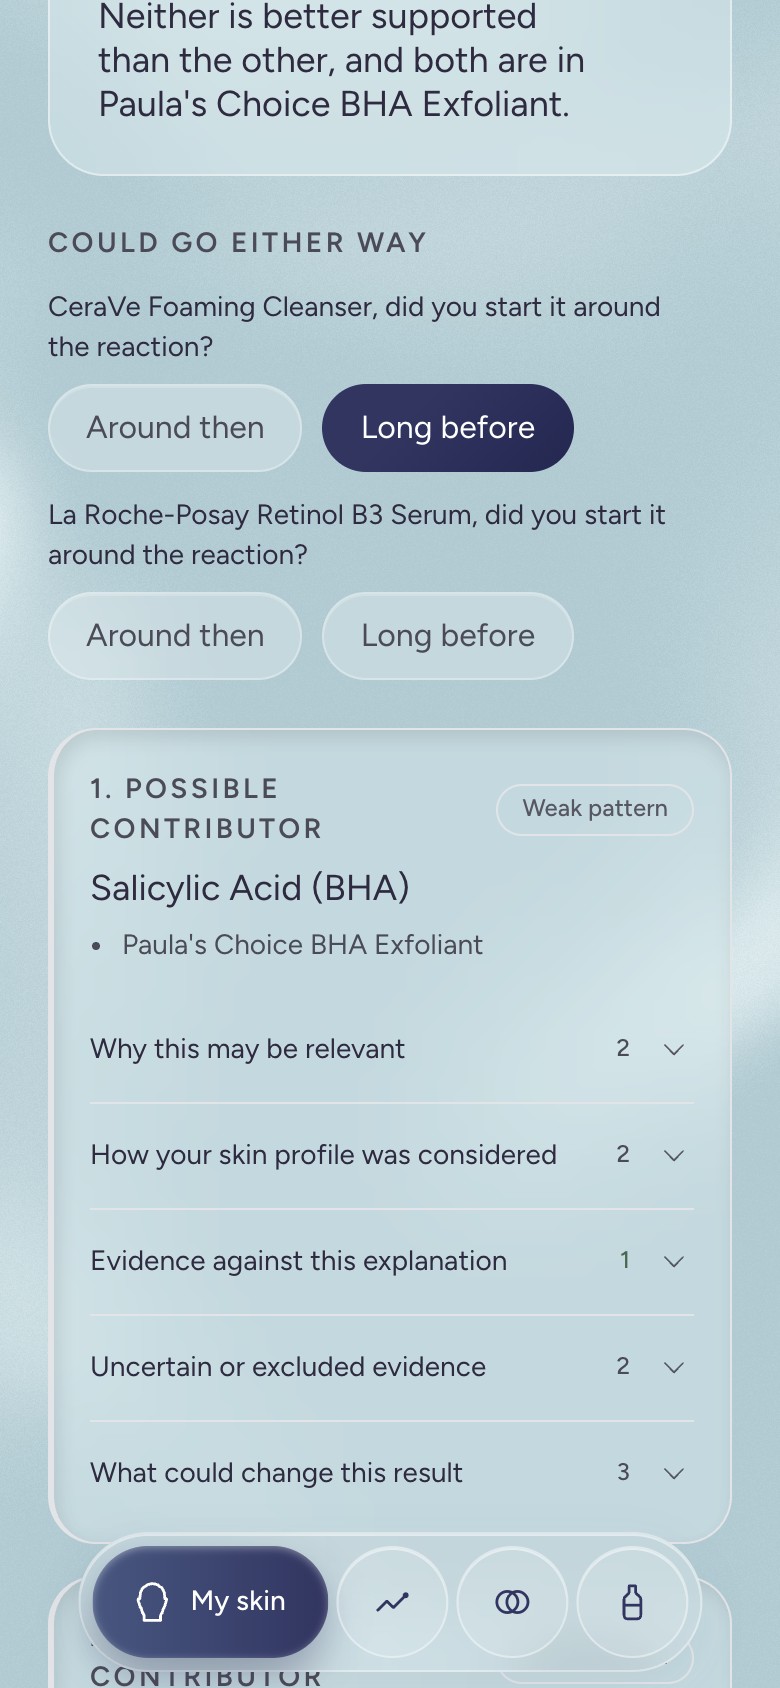 Neither is better supported
than the other, and both are in
Paula's Choice BHA Exfoliant.
COULD GO EITHER WAY
CeraVe Foaming Cleanser, did you start it around
the reaction?
Around then
Long before
La Roche-Posay Retinol B3 Serum, did you start it
around the reaction?
Around then
Long before
1. POSSIBLE
CONTRIBUTOR
Weak pattern
Salicylic Acid (BHA)
• Paula's Choice BHA Exfoliant
Why this may be relevant 2
How your skin profile was considered 2
Evidence against this explanation 1
Uncertain or excluded evidence 2
What could change this result 3
My skin
CONTRIBUTOR